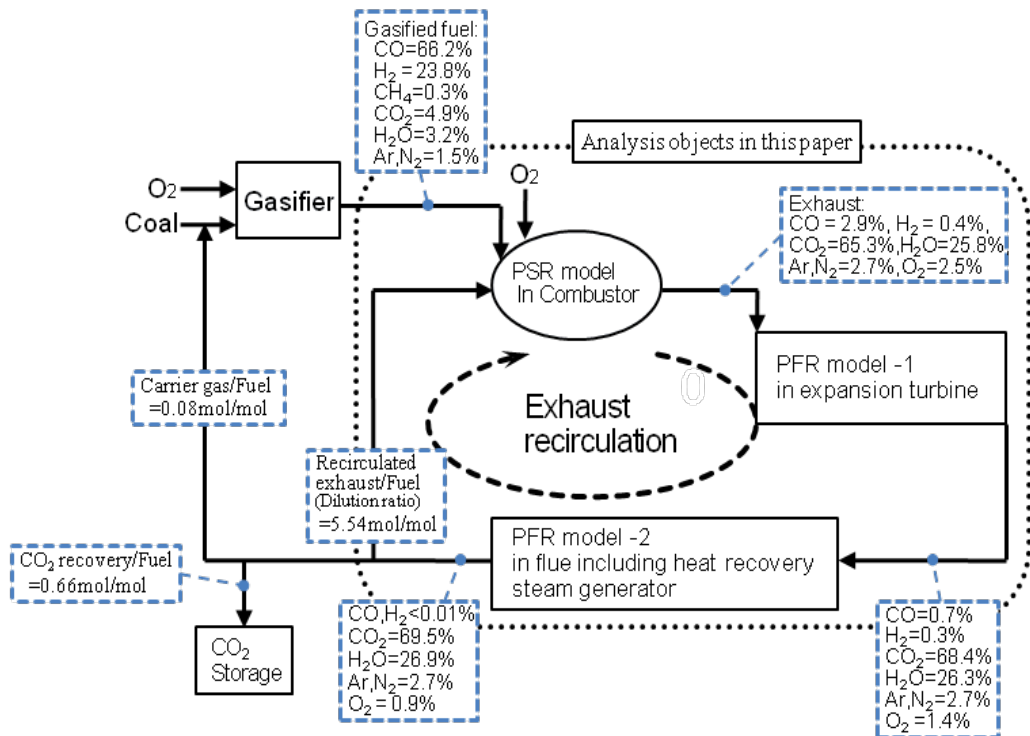 Gasified fuel:
CO=66.2%
H₂ = 23.8%
CH₄=0.3%
CO₂=4.9%
H₂O=3.2%
Ar,N₂=1.5%
Analysis objects in this paper
O₂
Coal
Gasifier
O₂
Exhaust:
CO = 2.9%, H₂ = 0.4%,
CO₂=65.3%,H₂O=25.8%
Ar,N₂=2.7%,O₂=2.5%
PSR model
In Combustor
PFR model -1
in expansion turbine
0
Exhaust
recirculation
Carrier gas/Fuel
=0.08mol/mol
Recirculated
exhaust/Fuel
(Dilution ratio)
=5.54mol/mol
PFR model -2
in flue including heat recovery
steam generator
CO₂ recovery/Fuel
=0.66mol/mol
CO₂
Storage
CO,H₂<0.01%
CO₂=69.5%
H₂O=26.9%
Ar,N₂=2.7%
O₂ = 0.9%
CO=0.7%
H₂=0.3%
CO₂=68.4%
H₂O=26.3%
Ar,N₂=2.7%
O₂ =1.4%